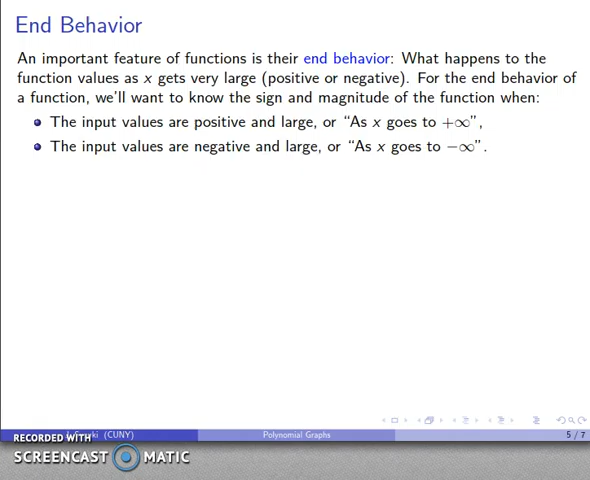 End Behavior
An important feature of functions is their end behavior: What happens to the
function values as x gets very large (positive or negative). For the end behavior of
a function, we'll want to know the sign and magnitude of the function when:
The input values are positive and large, or “As x goes to +∞”,
The input values are negative and large, or “As x goes to −∞”.
(CUNY) Polynomial Graphs 5 / 7
RECORDED WITH
SCREENCAST MATIC